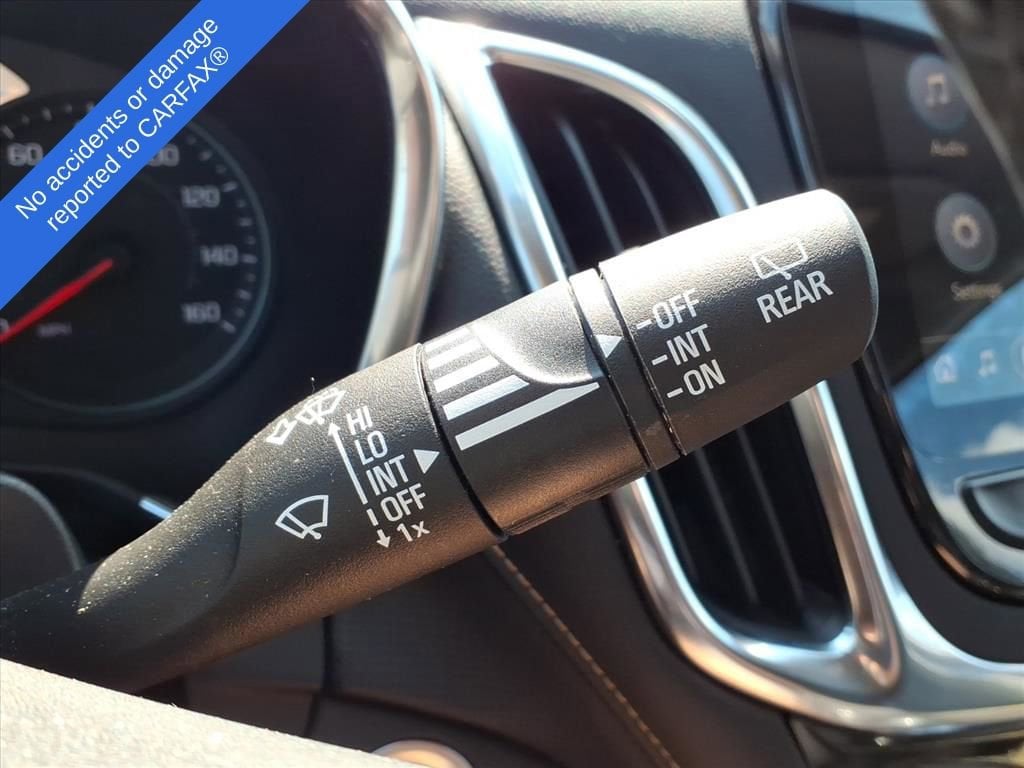 No accidents or damage
reported to CARFAX®
60
120
140
160
MPH
Audio
Settings
REAR
-OFF
-INT
-ON
HI
LO
INT
OFF
1x